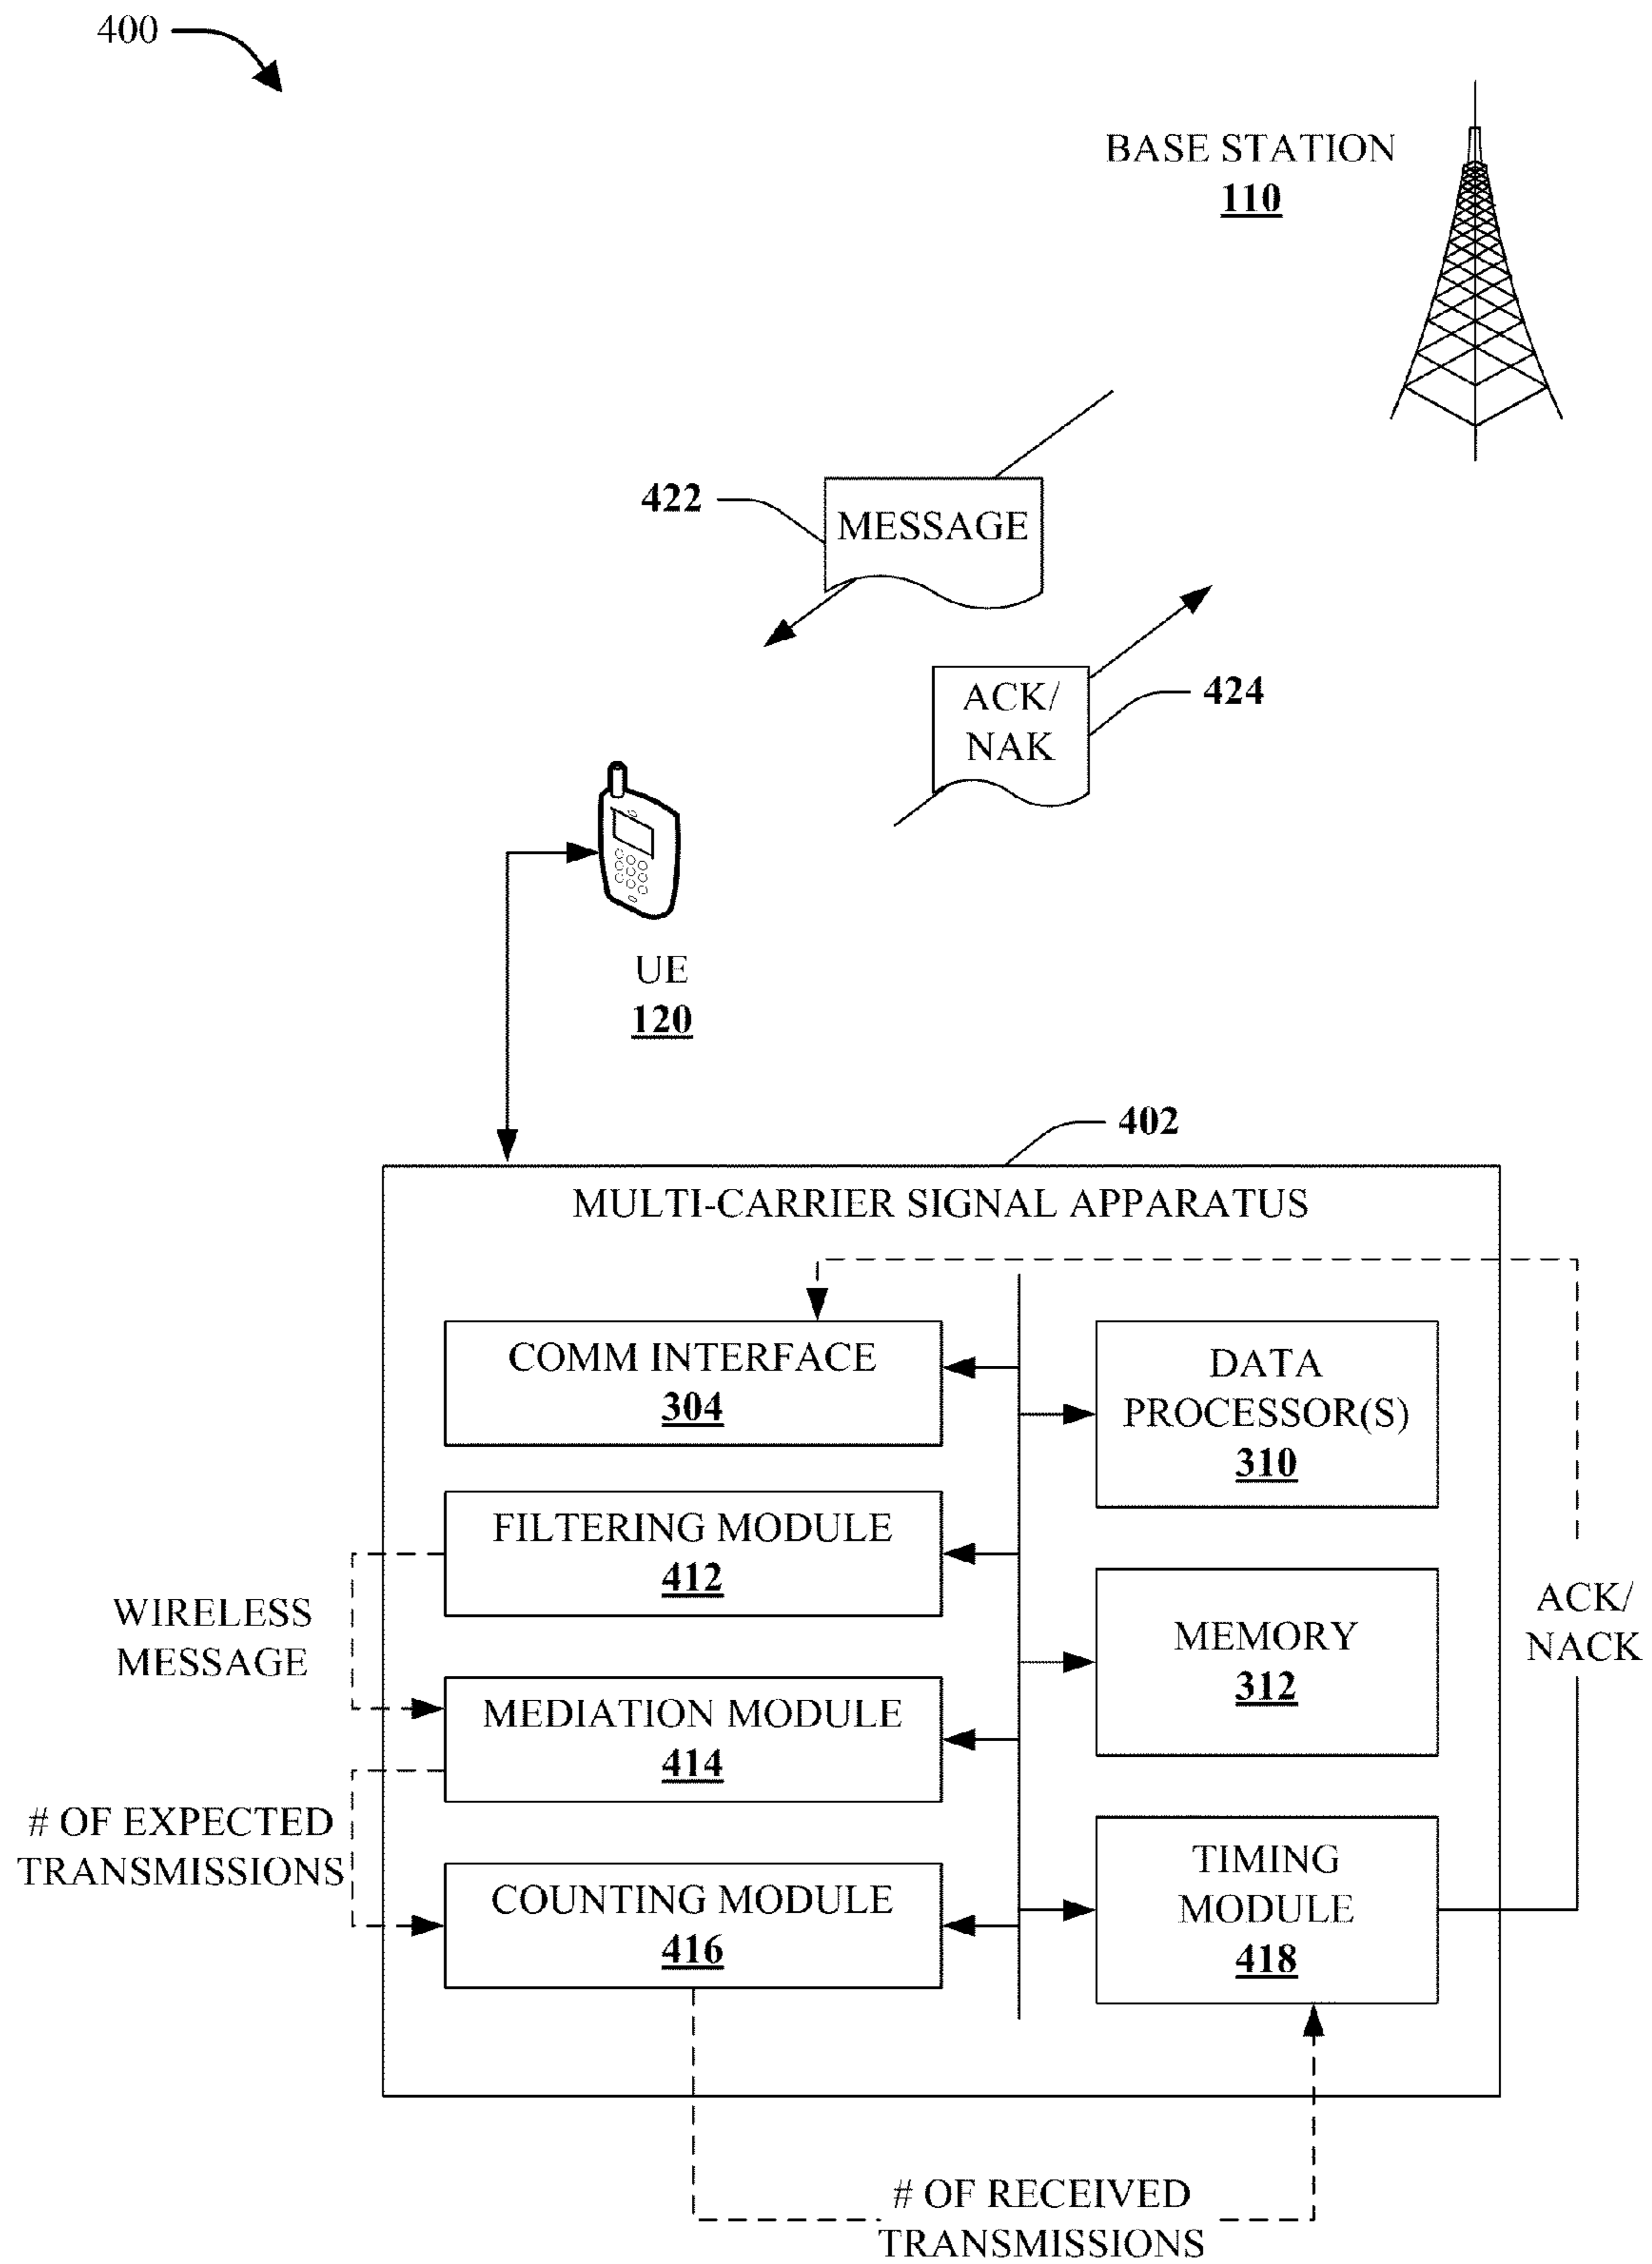 400
BASE STATION
110
422
MESSAGE
ACK/
NAK
424
UE
120
402
MULTI-CARRIER SIGNAL APPARATUS
COMM INTERFACE
304
DATA
PROCESSOR(S)
310
FILTERING MODULE
412
WIRELESS
MESSAGE
MEMORY
312
ACK/
NACK
MEDIATION MODULE
414
# OF EXPECTED
TRANSMISSIONS
COUNTING MODULE
416
TIMING
MODULE
418
# OF RECEIVED
TRANSMISSIONS